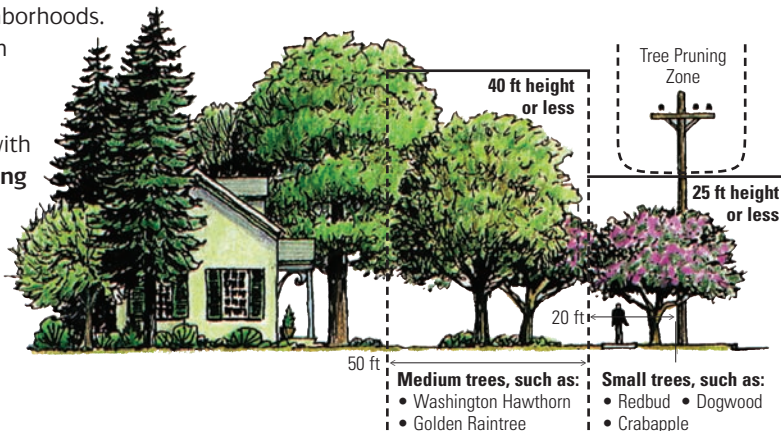 borhoods.
with
Tree Pruning
Zone
40 ft height
or less
25 ft height
or less
20 ft
50 ft
Medium trees, such as:
• Washington Hawthorn
• Golden Raintree
Small trees, such as:
• Redbud • Dogwood
• Crabapple